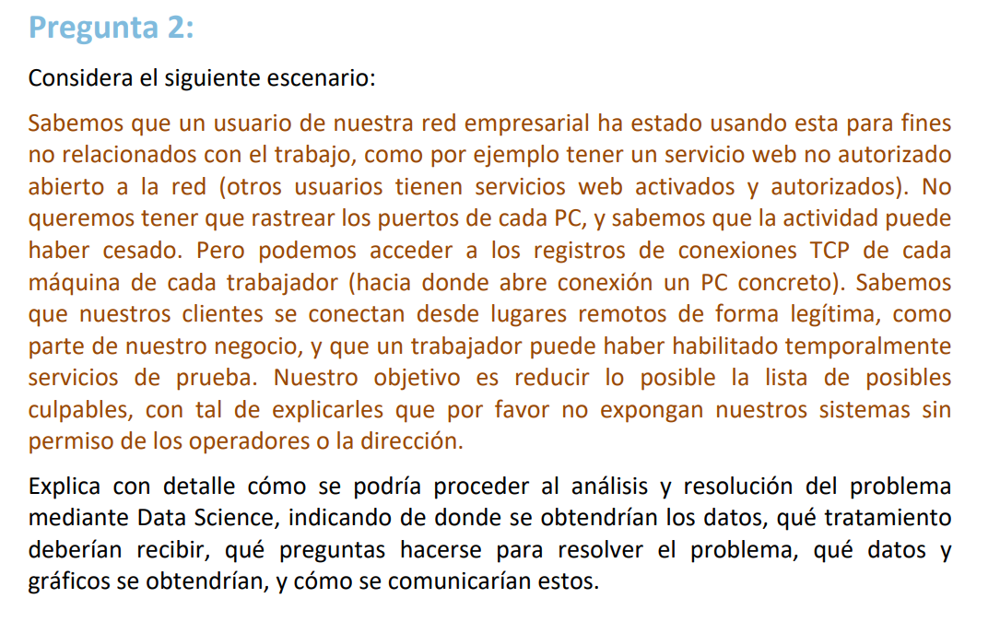 Pregunta 2:
Considera el siguiente escenario:
Sabemos que un usuario de nuestra red empresarial ha estado usando esta para fines
no relacionados con el trabajo, como por ejemplo tener un servicio web no autorizado
abierto a la red (otros usuarios tienen servicios web activados y autorizados). No
queremos tener que rastrear los puertos de cada PC, y sabemos que la actividad puede
haber cesado. Pero podemos acceder a los registros de conexiones TCP de cada
máquina de cada trabajador (hacia donde abre conexión un PC concreto). Sabemos
que nuestros clientes se conectan desde lugares remotos de forma legítima, como
parte de nuestro negocio, y que un trabajador puede haber habilitado temporalmente
servicios de prueba. Nuestro objetivo es reducir lo posible la lista de posibles
culpables, con tal de explicarles que por favor no expongan nuestros sistemas sin
permiso de los operadores o la dirección.
Explica con detalle cómo se podría proceder al análisis y resolución del problema
mediante Data Science, indicando de donde se obtendrían los datos, qué tratamiento
deberían recibir, qué preguntas hacerse para resolver el problema, qué datos y
gráficos se obtendrían, y cómo se comunicarían estos.